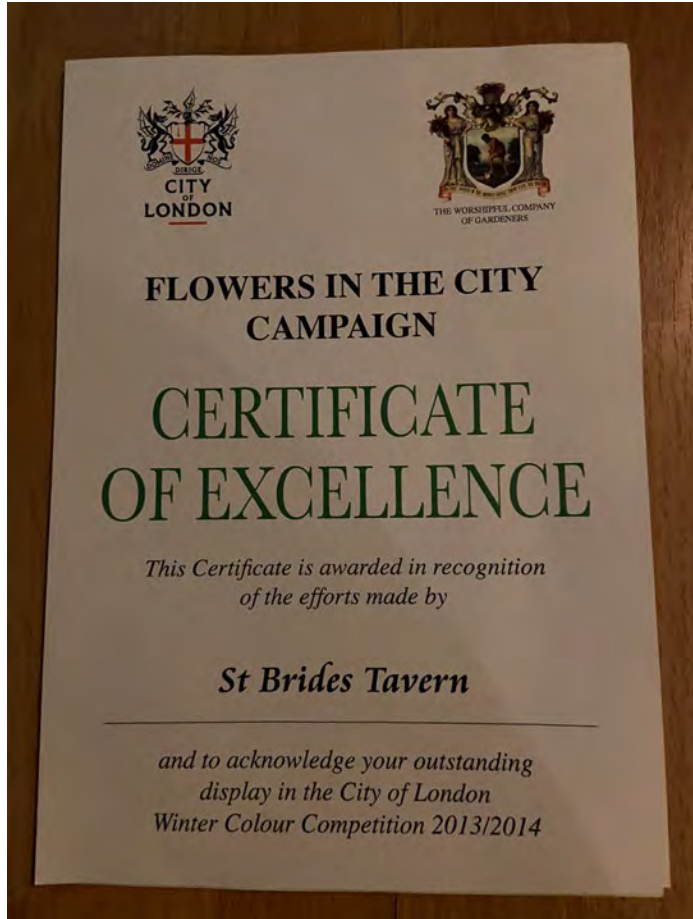 DOMINE DIRIGE NOS
CITY
OF
LONDON
THE WORSHIPFUL COMPANY
OF GARDENERS
FLOWERS IN THE CITY
CAMPAIGN
CERTIFICATE
OF EXCELLENCE
This Certificate is awarded in recognition
of the efforts made by
St Brides Tavern
and to acknowledge your outstanding
display in the City of London
Winter Colour Competition 2013/2014